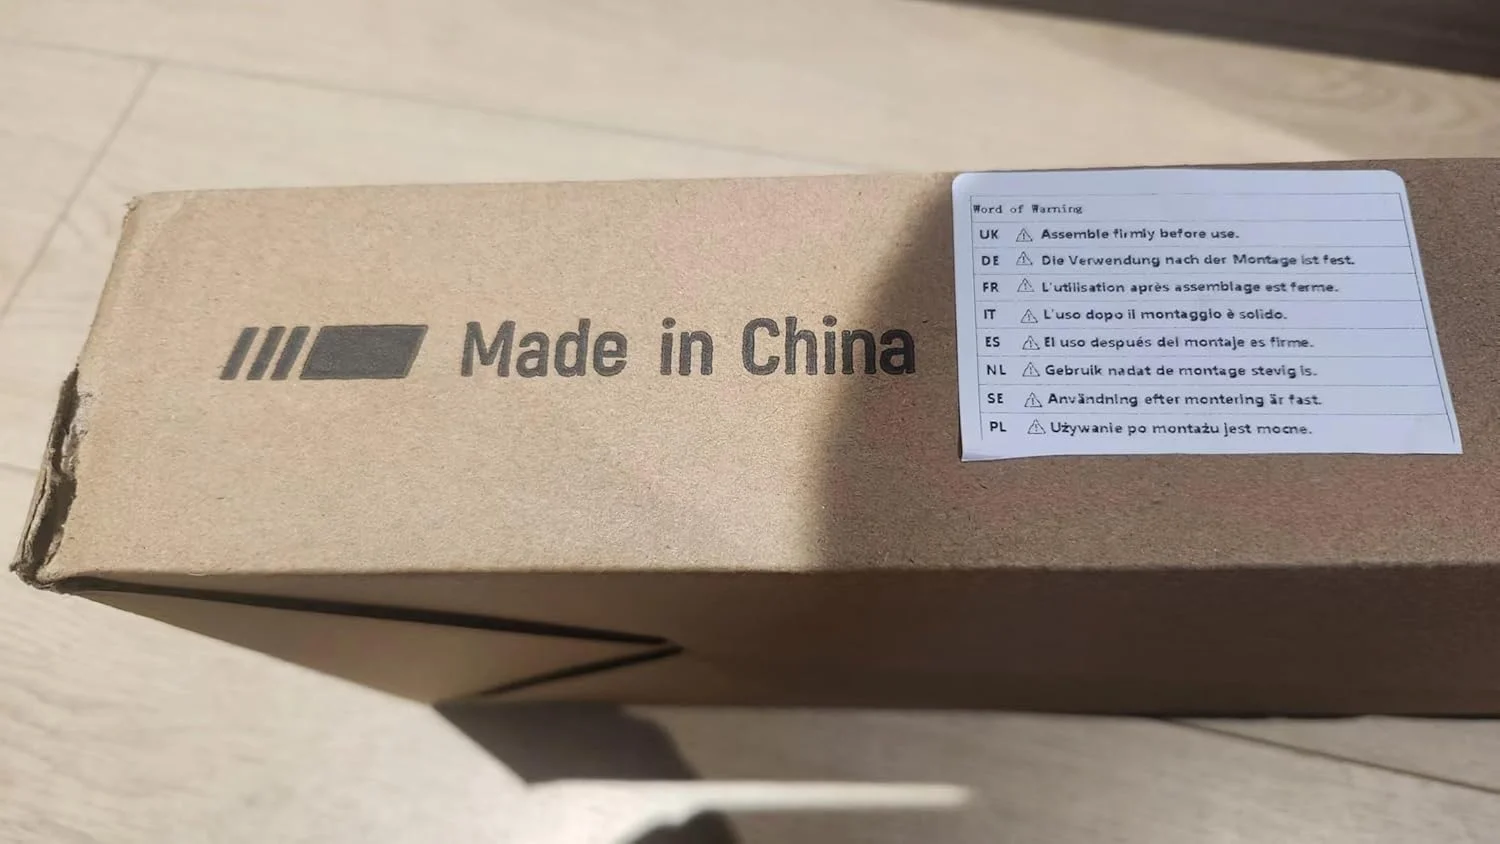 Made in China
Word of Warning
UK ⚠ Assemble firmly before use.
DE ⚠ Die Verwendung nach der Montage ist fest.
FR ⚠ L'utilisation après assemblage est ferme.
IT ⚠ L'uso dopo il montaggio è solido.
ES ⚠ El uso después del montaje es firme.
NL ⚠ Gebruik nadat de montage stevig is.
SE ⚠ Användning efter montering är fast.
PL ⚠ Używanie po montażu jest mocne.